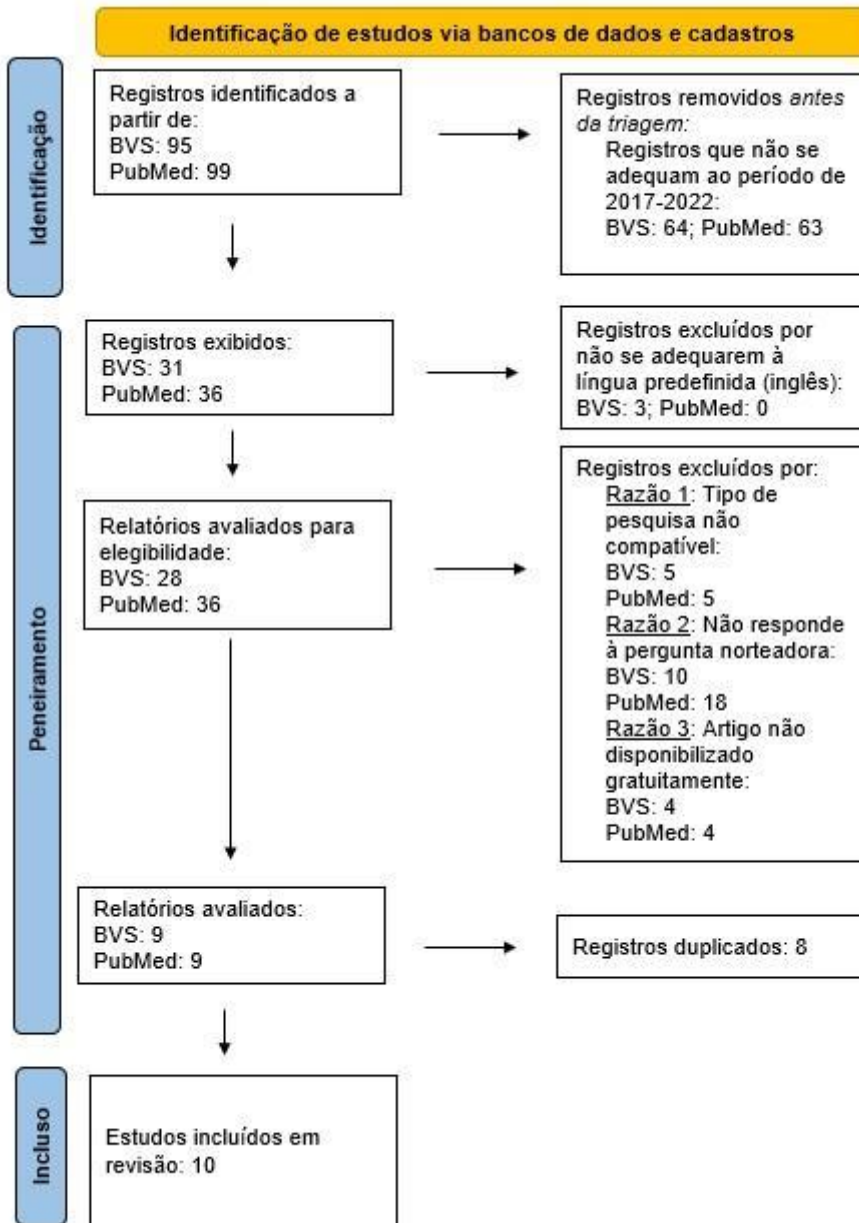 Identificação de estudos via bancos de dados e cadastros
Identificação
Registros identificados a
partir de:
BVS: 95
PubMed: 99
Registros removidos antes
da triagem:
Registros que não se
adequam ao período de
2017-2022:
BVS: 64; PubMed: 63
Peneiramento
Registros exibidos:
BVS: 31
PubMed: 36
Registros excluídos por
não se adequarem à
língua predefinida (inglês):
BVS: 3; PubMed: 0
Relatórios avaliados para
elegibilidade:
BVS: 28
PubMed: 36
Registros excluídos por:
Razão 1: Tipo de
pesquisa não
compatível:
BVS: 5
PubMed: 5
Razão 2: Não responde
à pergunta norteadora:
BVS: 10
PubMed: 18
Razão 3: Artigo não
disponibilizado
gratuitamente:
BVS: 4
PubMed: 4
Relatórios avaliados:
BVS: 9
PubMed: 9
Registros duplicados: 8
Incluso
Estudos incluídos em
revisão: 10